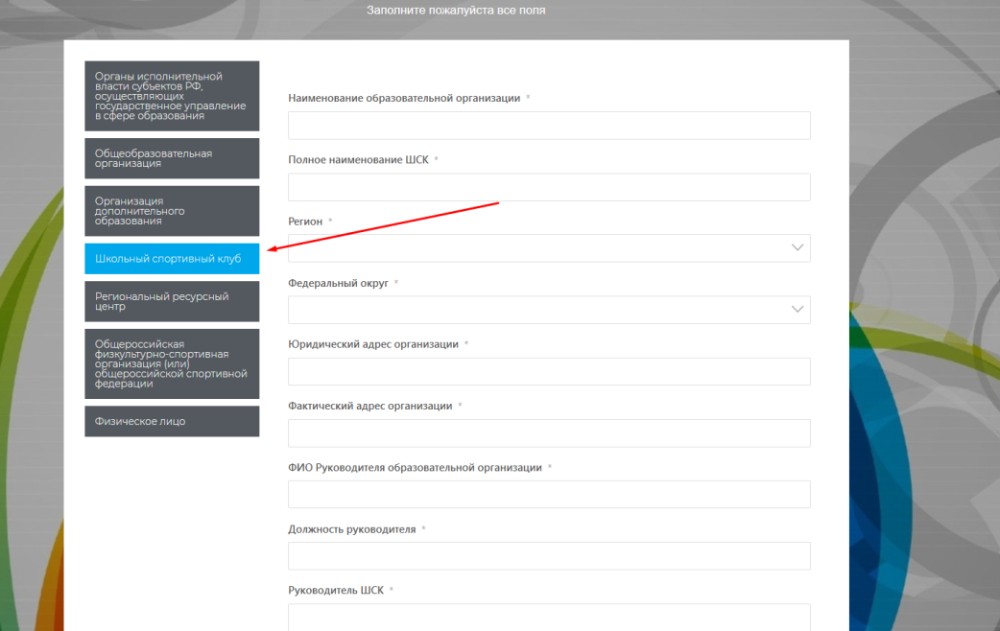 Заполните пожалуйста все поля
Органы исполнительной
власти субъектов РФ,
осуществляющих
государственное управление
в сфере образования
Общеобразовательная
организация
Организация
дополнительного
образования
Школьный спортивный клуб
Региональный ресурсный
центр
Общероссийская
физкультурно-спортивная
организация (или)
общероссийской спортивной
федерации
Физическое лицо
Наименование образовательной организации *
Полное наименование ШСК *
Регион *
Федеральный округ *
Юридический адрес организации *
Фактический адрес организации *
ФИО Руководителя образовательной организации *
Должность руководителя *
Руководитель ШСК *